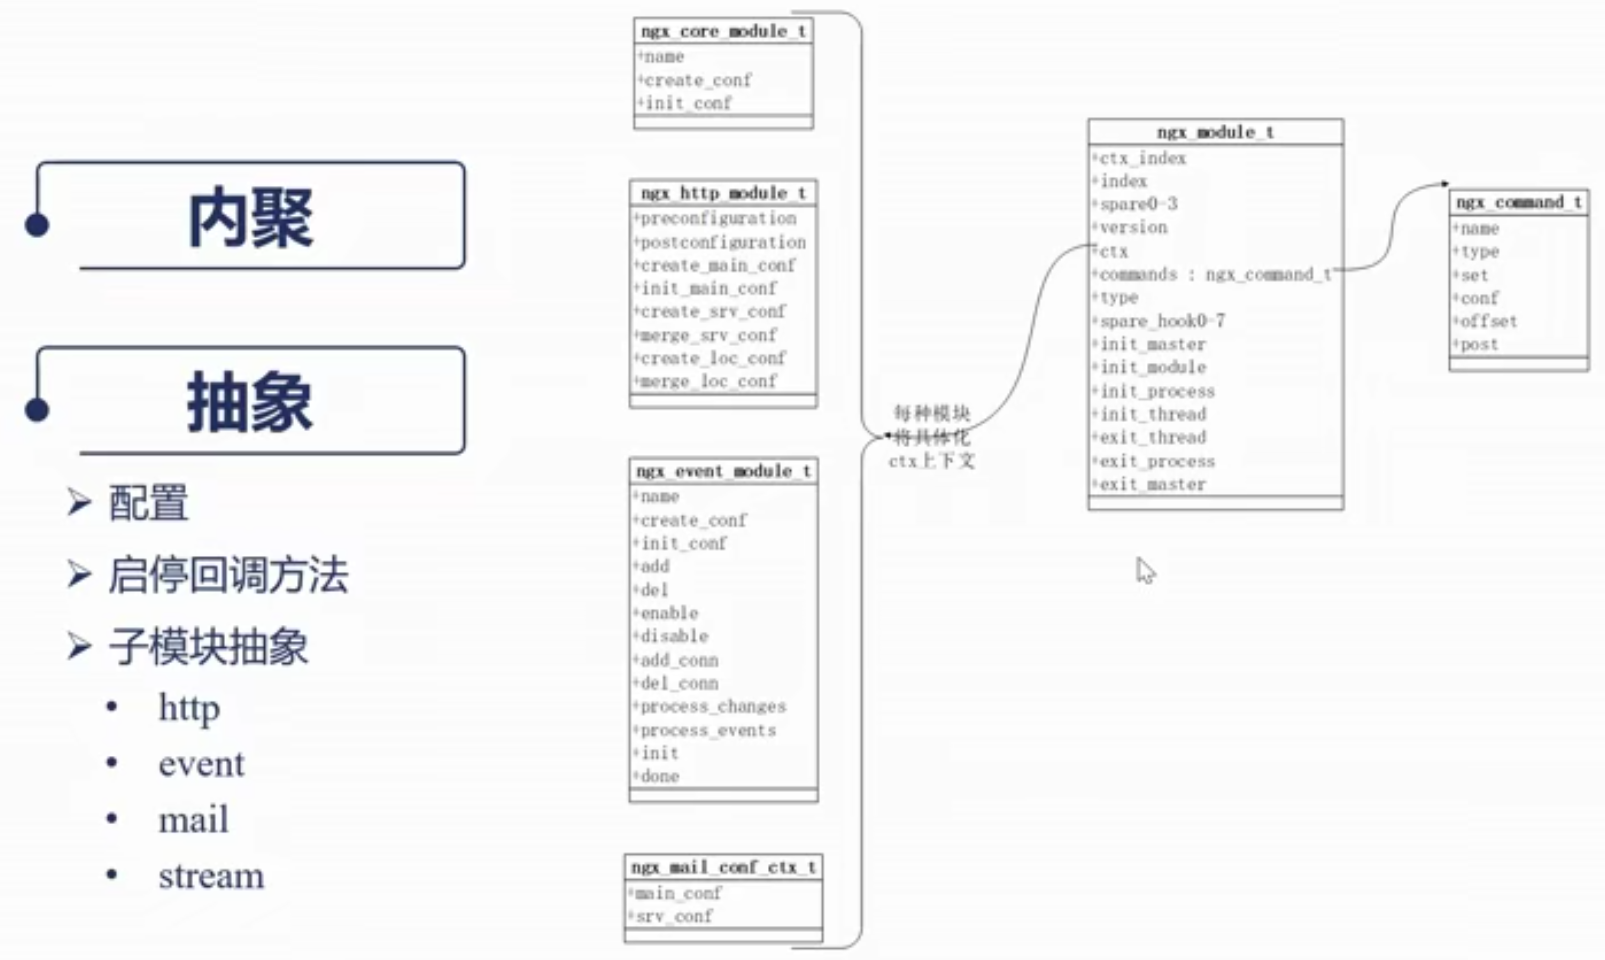 内聚
抽象
配置
启停回调方法
子模块抽象
http
event
mail
stream
ngx_core_module_t
+name
+create_conf
+init_conf
ngx_http_module_t
+preconfiguration
+postconfiguration
+create_main_conf
+init_main_conf
+create_srv_conf
+merge_srv_conf
+create_loc_conf
+merge_loc_conf
ngx_event_module_t
+name
+create_conf
+init_conf
+add
+del
+enable
+disable
+add_conn
+del_conn
+process_changes
+process_events
+init
+done
ngx_mail_conf_ctx_t
+main_conf
+srv_conf
每种模块
将具体化
ctx上下文
ngx_module_t
+ctx_index
+index
+spare0-3
+version
+ctx
+commands : ngx_command_t
+type
+spare_hook0-7
+init_master
+init_module
+init_process
+init_thread
+exit_thread
+exit_process
+exit_master
ngx_command_t
+name
+type
+set
+conf
+offset
+post